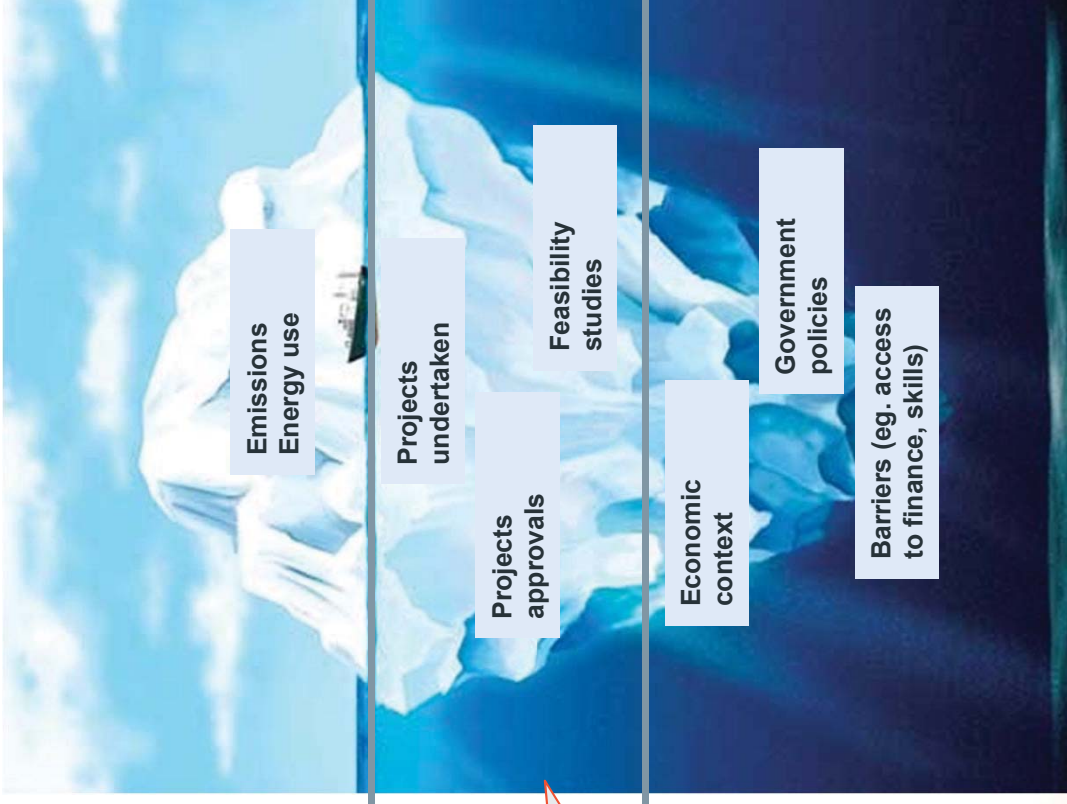 Emissions
Energy use
Projects
undertaken
Projects
approvals
Feasibility
studies
Economic
context
Government
policies
Barriers (eg. access
to finance, skills)